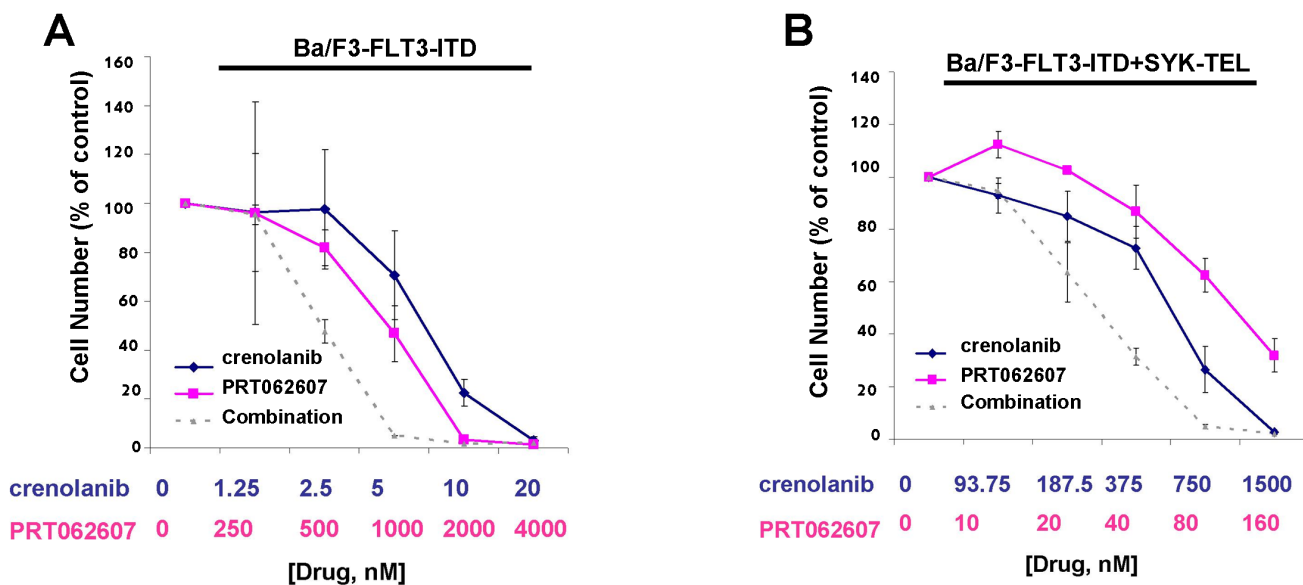 A
Ba/F3-FLT3-ITD
Cell Number (% of control)
160
140
120
100
80
60
40
20
0
crenolanib
PRT062607
Combination
crenolanib 0 1.25 2.5 5 10 20
PRT062607 0 250 500 1000 2000 4000
[Drug, nM]
B
Ba/F3-FLT3-ITD+SYK-TEL
Cell Number (% of control)
140
120
100
80
60
40
20
0
crenolanib
PRT062607
Combination
crenolanib 0 93.75 187.5 375 750 1500
PRT062607 0 10 20 40 80 160
[Drug, nM]